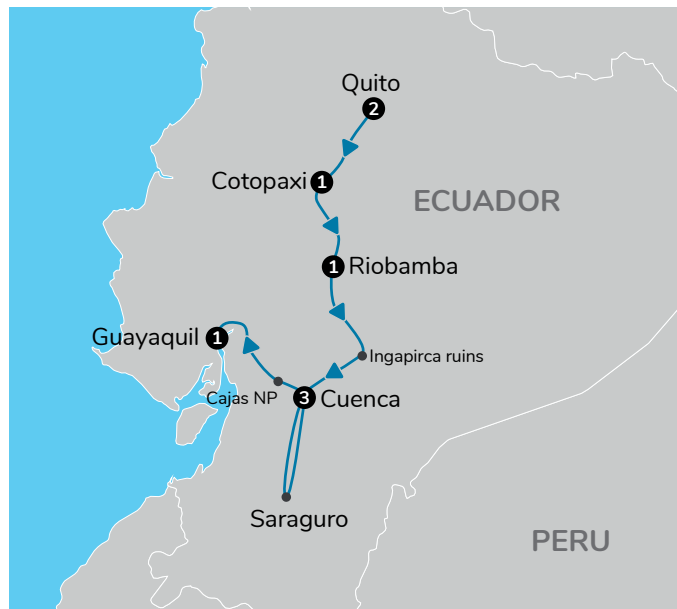 Quito
2
Cotopaxi 1
ECUADOR
1 Riobamba
Guayaquil 1
Ingapirca ruins
Cajas NP
3 Cuenca
Saraguro
PERU